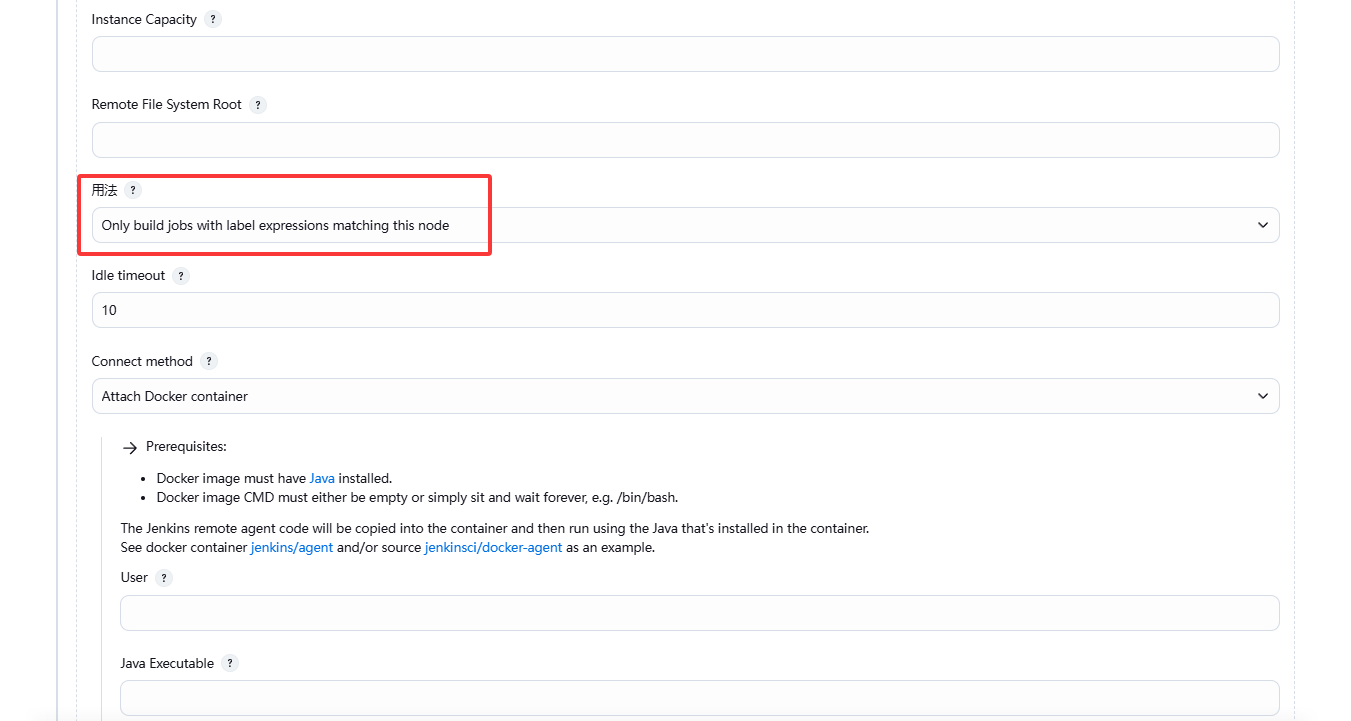 Instance Capacity ?
Remote File System Root ?
用法 ?
Only build jobs with label expressions matching this node
Idle timeout ?
10
Connect method ?
Attach Docker container
Prerequisites:
Docker image must have Java installed.
Docker image CMD must either be empty or simply sit and wait forever, e.g. /bin/bash.
The Jenkins remote agent code will be copied into the container and then run using the Java that's installed in the container.
See docker container jenkins/agent and/or source jenkinsci/docker-agent as an example.
User ?
Java Executable ?